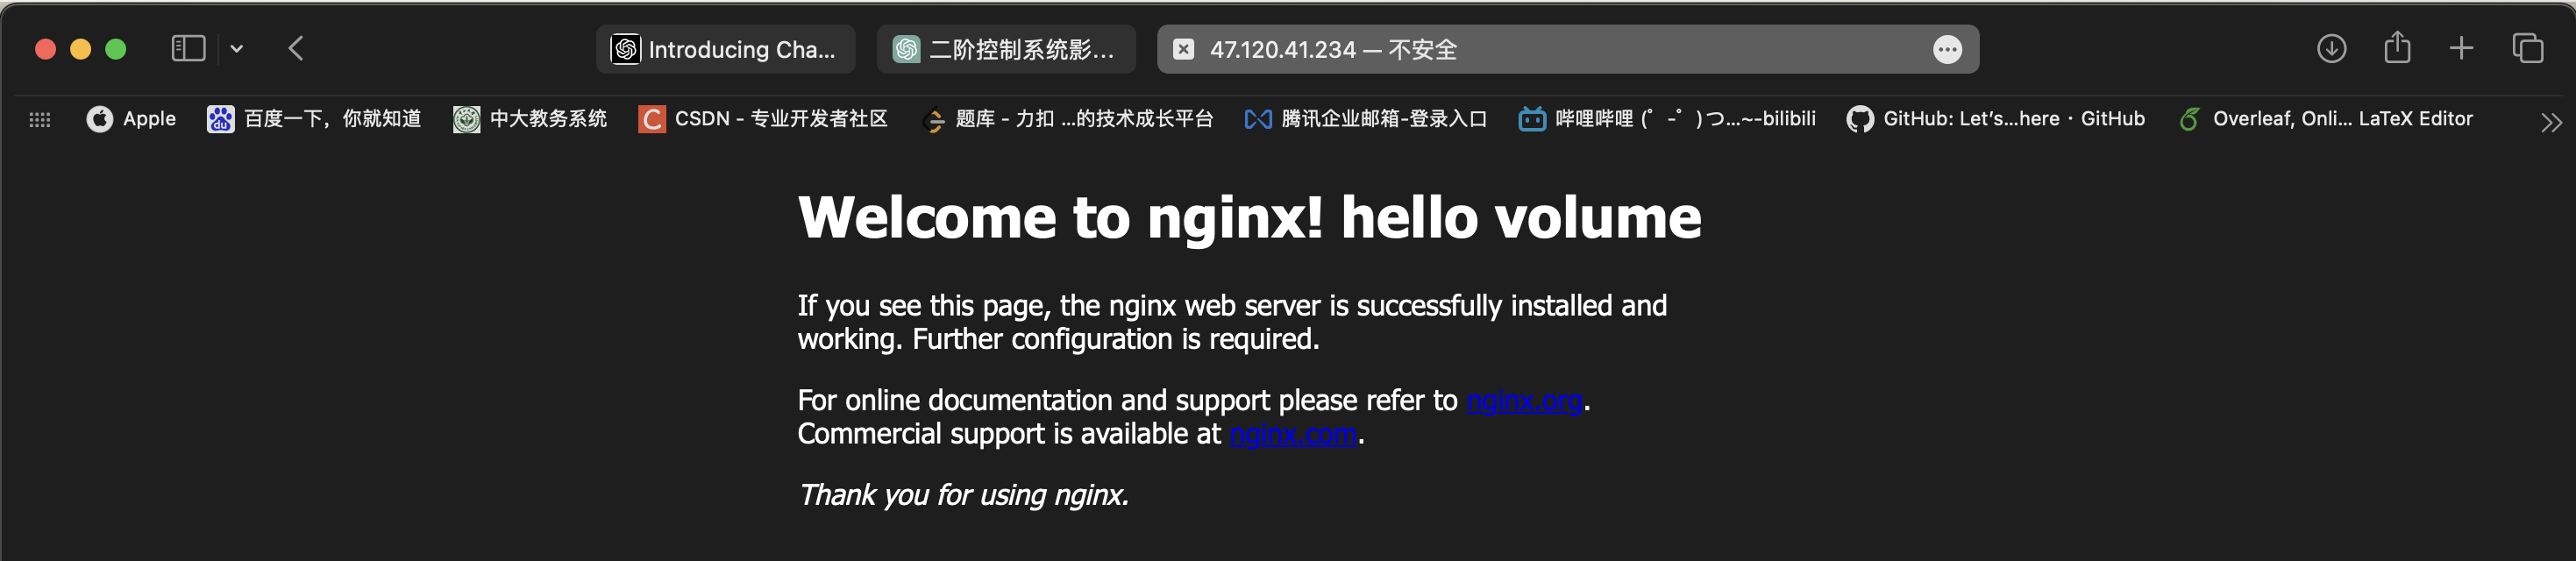 Introducing Cha... 二阶控制系统影... 47.120.41.234 — 不安全
Apple 百度一下，你就知道 中大教务系统 CSDN - 专业开发者社区 题库 - 力扣 ...的技术成长平台 腾讯企业邮箱-登录入口 哔哩哔哩 (゜-゜)つ...~-bilibili GitHub: Let's...here · GitHub Overleaf, Onli... LaTeX Editor
Welcome to nginx! hello volume
If you see this page, the nginx web server is successfully installed and
working. Further configuration is required.
For online documentation and support please refer to nginx.org.
Commercial support is available at nginx.com.
Thank you for using nginx.